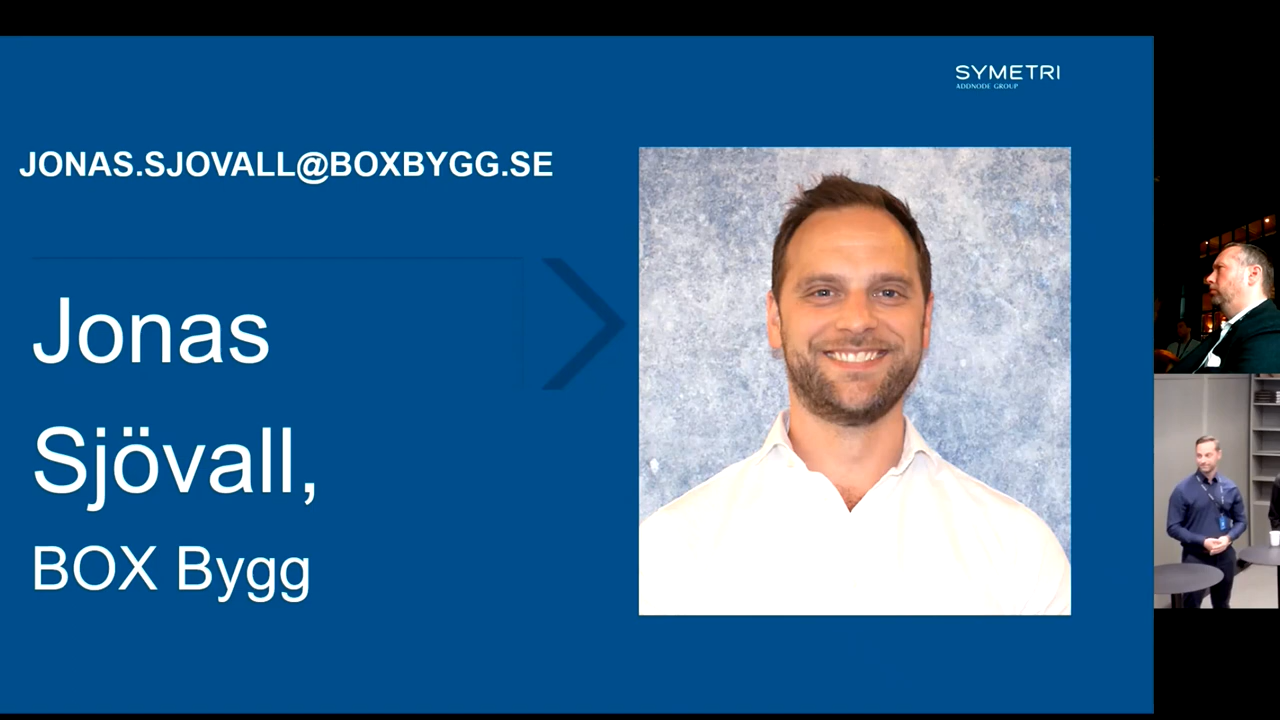 SYMETRI
ADDNODE GROUP
JONAS.SJOVALL@BOXBYGG.SE
Jonas
Sjövall,
BOX Bygg